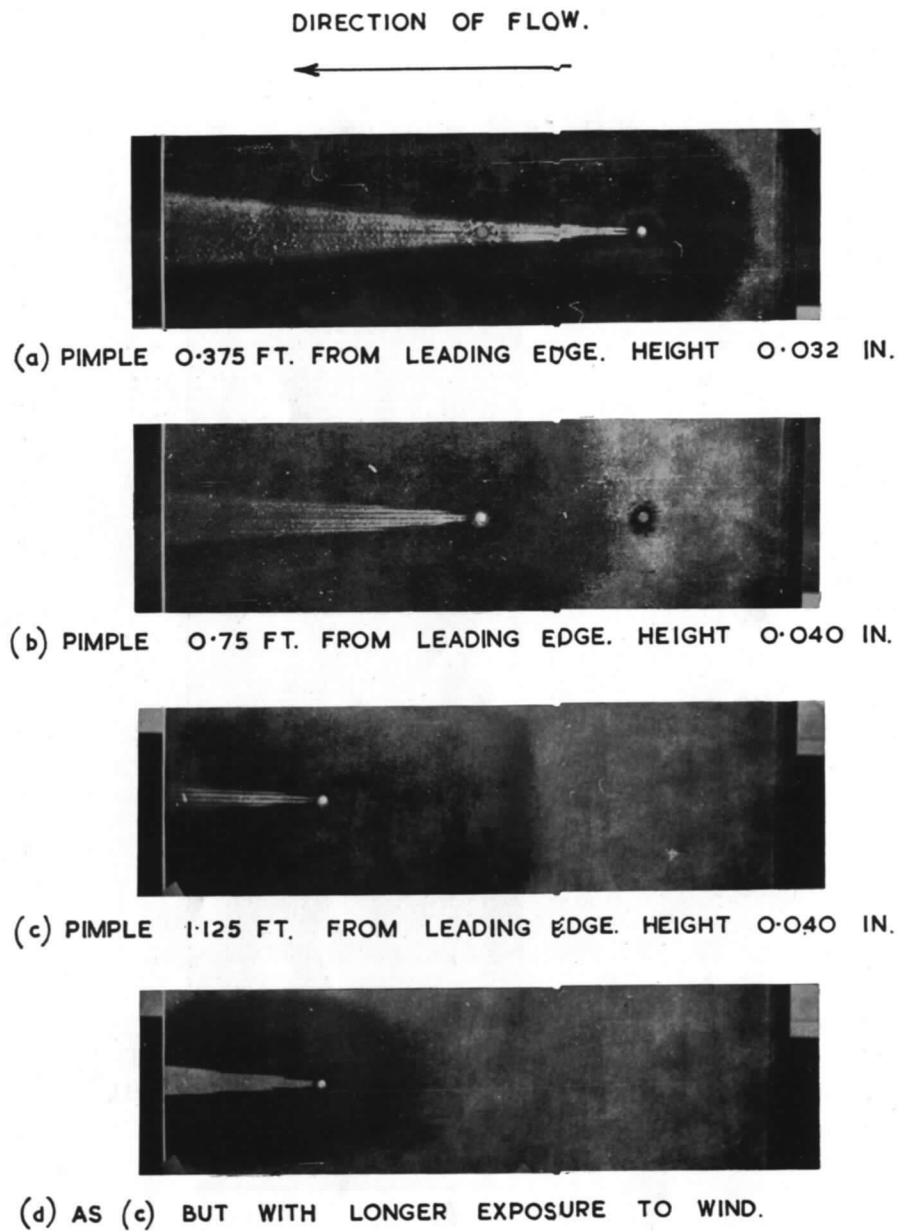 DIRECTION OF FLOW.
(a) PIMPLE 0·375 FT. FROM LEADING EDGE. HEIGHT 0·032 IN.
(b) PIMPLE 0·75 FT. FROM LEADING EDGE. HEIGHT 0·040 IN.
(c) PIMPLE 1·125 FT. FROM LEADING EDGE. HEIGHT 0·040 IN.
(d) AS (c) BUT WITH LONGER EXPOSURE TO WIND.